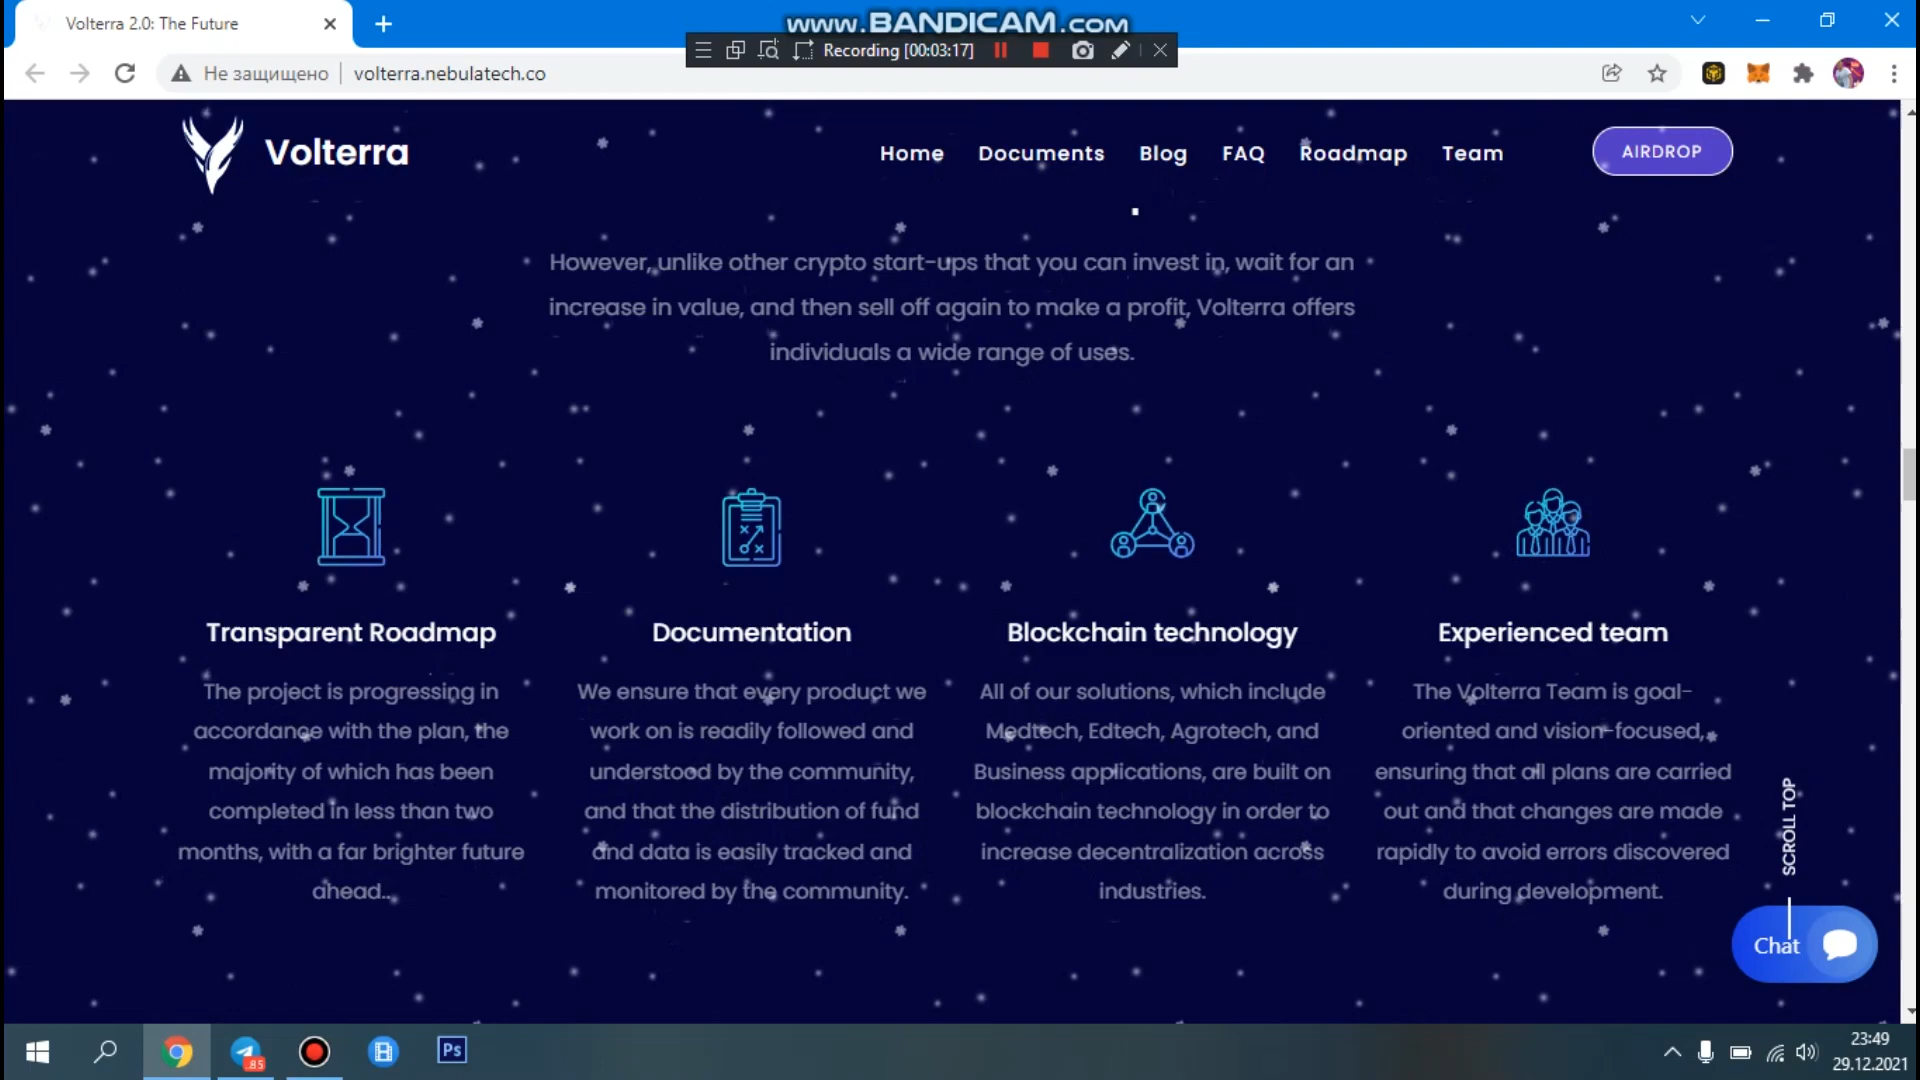 Volterra 2.0: The Future
www.BANDICAM.com
Recording [00:03:17]
Не защищено
volterra.nebulatech.co
Volterra
Home
Documents
Blog
FAQ
Roadmap
Team
AIRDROP
However, unlike other crypto start-ups that you can invest in, wait for an
increase in value, and then sell off again to make a profit, Volterra offers
individuals a wide range of uses.
Transparent Roadmap
The project is progressing in
accordance with the plan, the
majority of which has been
completed in less than two
months, with a far brighter future
ahead..
Documentation
We ensure that every product we
work on is readily followed and
understood by the community,
and that the distribution of fund
and data is easily tracked and
monitored by the community.
Blockchain technology
All of our solutions, which include
Medtech, Edtech, Agrotech, and
Business applications, are built on
blockchain technology in order to
increase decentralization across
industries.
Experienced team
The Volterra Team is goal-
oriented and vision-focused,
ensuring that all plans are carried
out and that changes are made
rapidly to avoid errors discovered
during development.
SCROLL TOP
Chat
85
Ps
23:49
29.12.2021